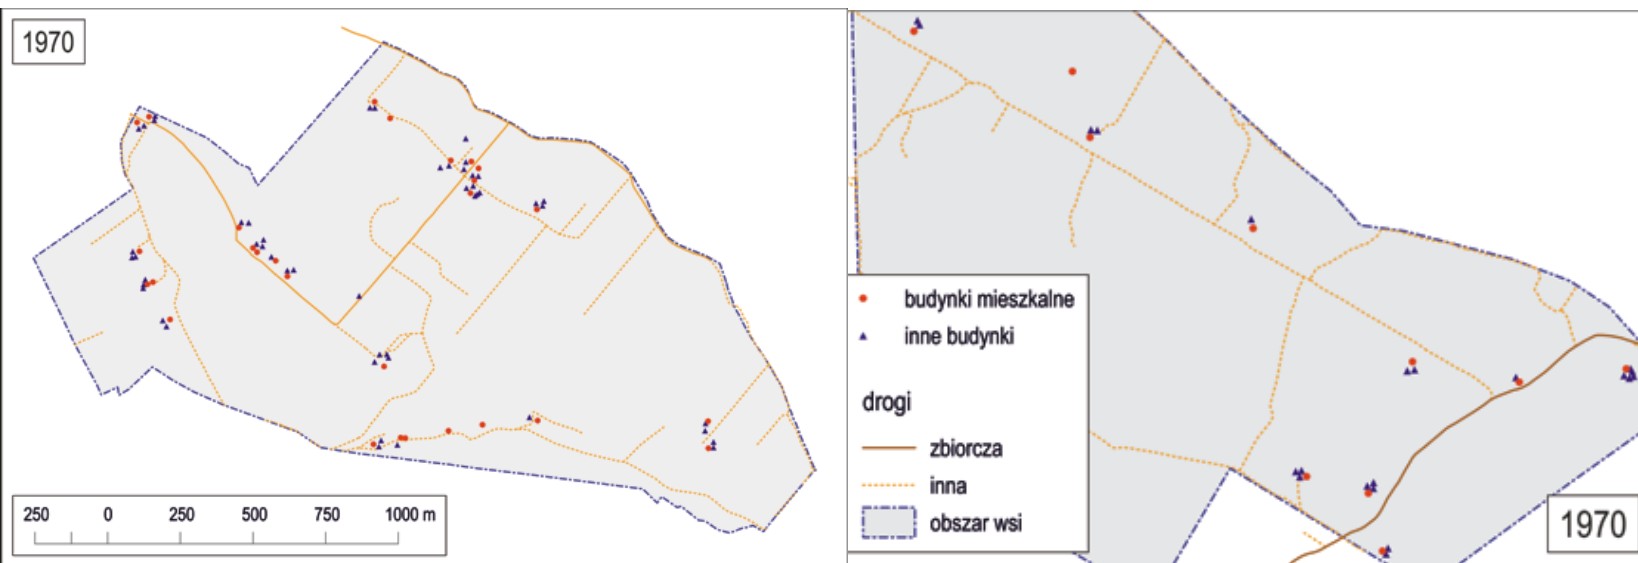 1970
250 0 250 500 750 1000 m
budynki mieszkalne
inne budynki
drogi
zbiorcza
inna
obszar wsi
1970